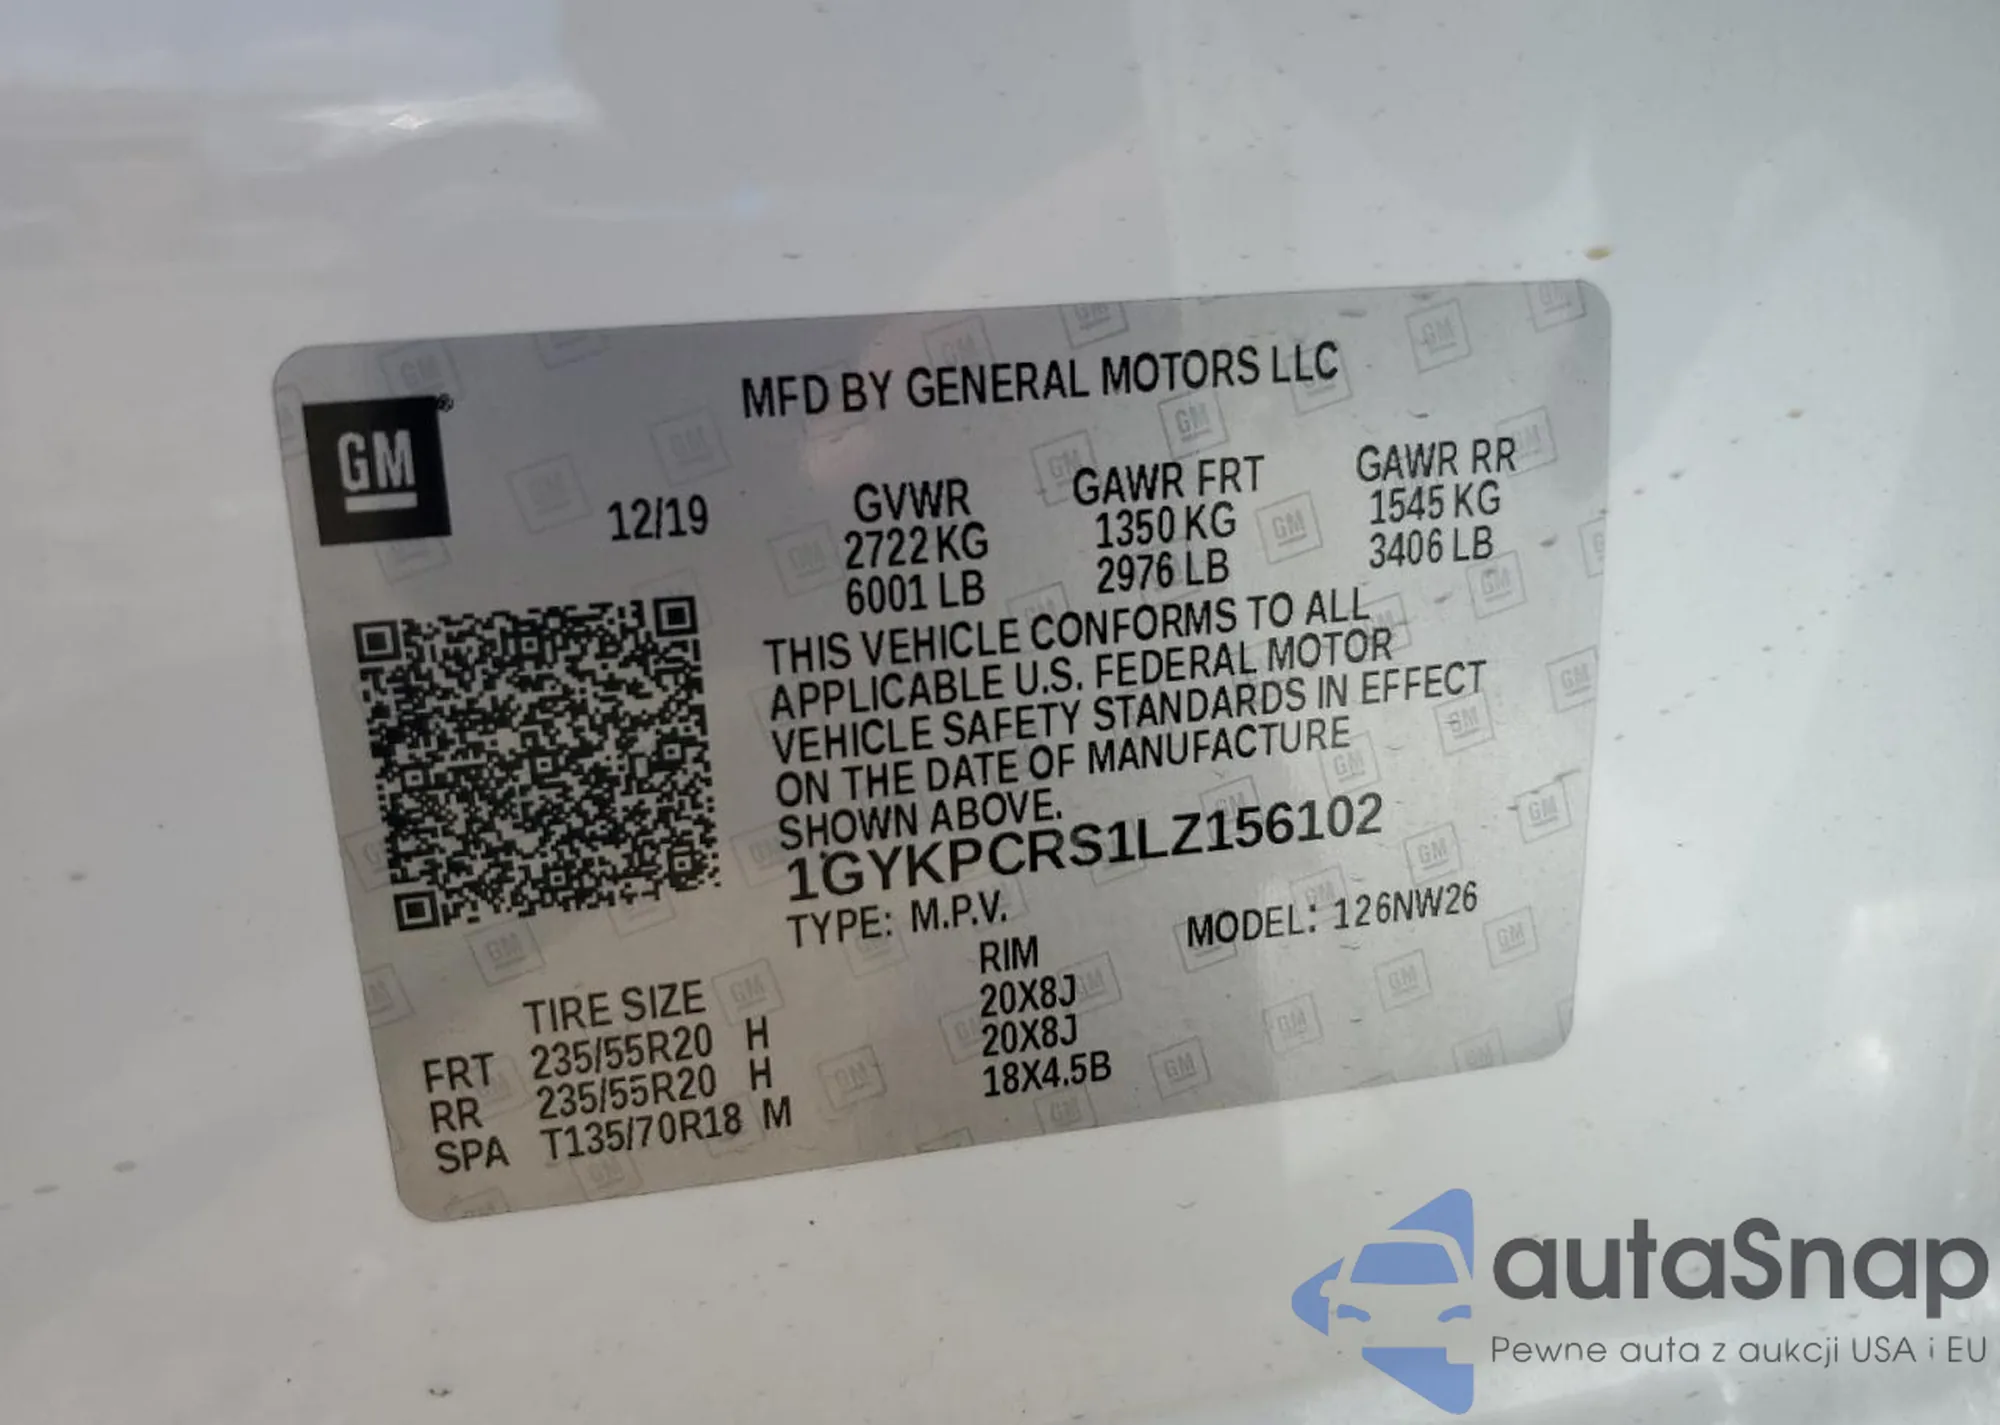 MFD BY GENERAL MOTORS LLC
GM®
12/19
GVWR GAWR FRT GAWR RR
2722 KG 1350 KG 1545 KG
6001 LB 2976 LB 3406 LB
THIS VEHICLE CONFORMS TO ALL
APPLICABLE U.S. FEDERAL MOTOR
VEHICLE SAFETY STANDARDS IN EFFECT
ON THE DATE OF MANUFACTURE
SHOWN ABOVE.
1GYKPCRS1LZ156102
TYPE: M.P.V. MODEL: 126NW26
TIRE SIZE RIM
FRT 235/55R20 H 20X8J
RR 235/55R20 H 20X8J
SPA T135/70R18 M 18X4.5B
autaSnap
Pewne auta z aukcji USA i EU